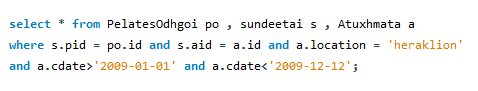 select * from PelatesOdhgoi po , sundeetai s , Atuxhmata a
where s.pid = po.id and s.aid = a.id and a.location = 'heraklion'
and a.cdate>'2009-01-01' and a.cdate<'2009-12-12';